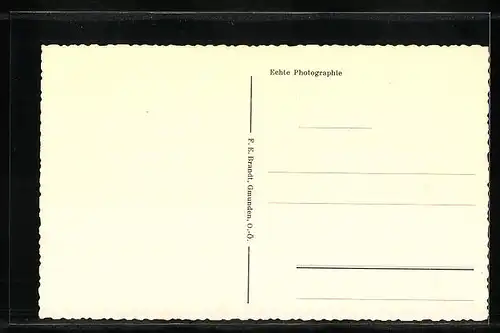 Echte Photographie
F. E. Brandt, Gmunden, O.-Ö.